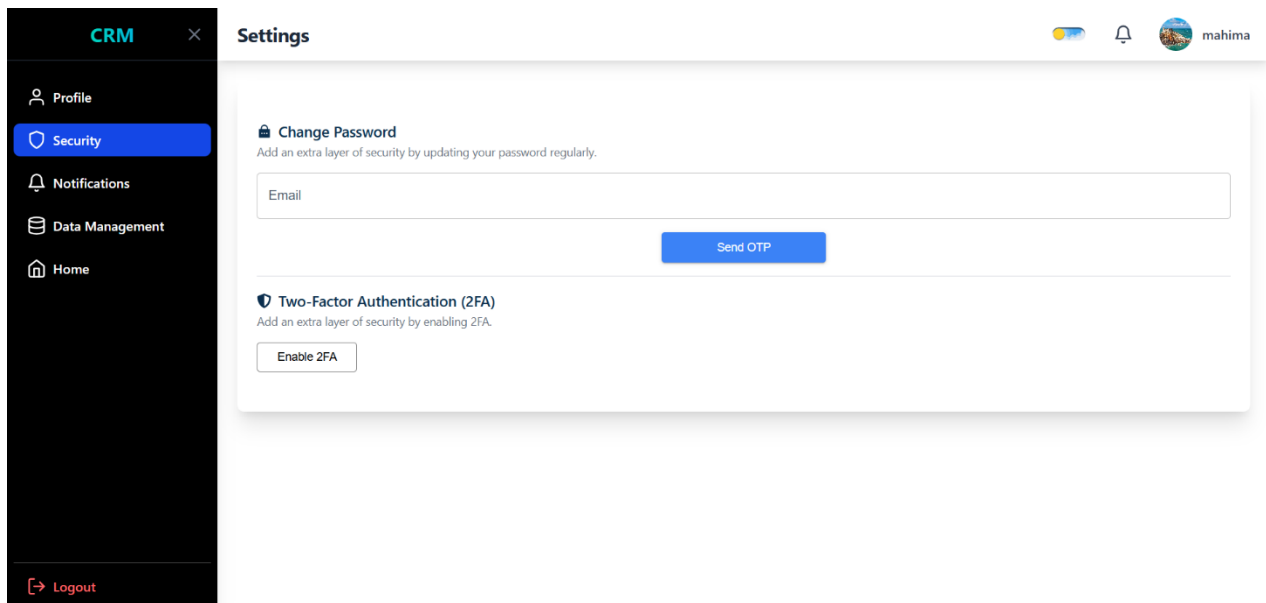 CRM
Settings
mahima
Profile
Security
Notifications
Data Management
Home
Logout
Change Password
Add an extra layer of security by updating your password regularly.
Email
Send OTP
Two-Factor Authentication (2FA)
Add an extra layer of security by enabling 2FA.
Enable 2FA